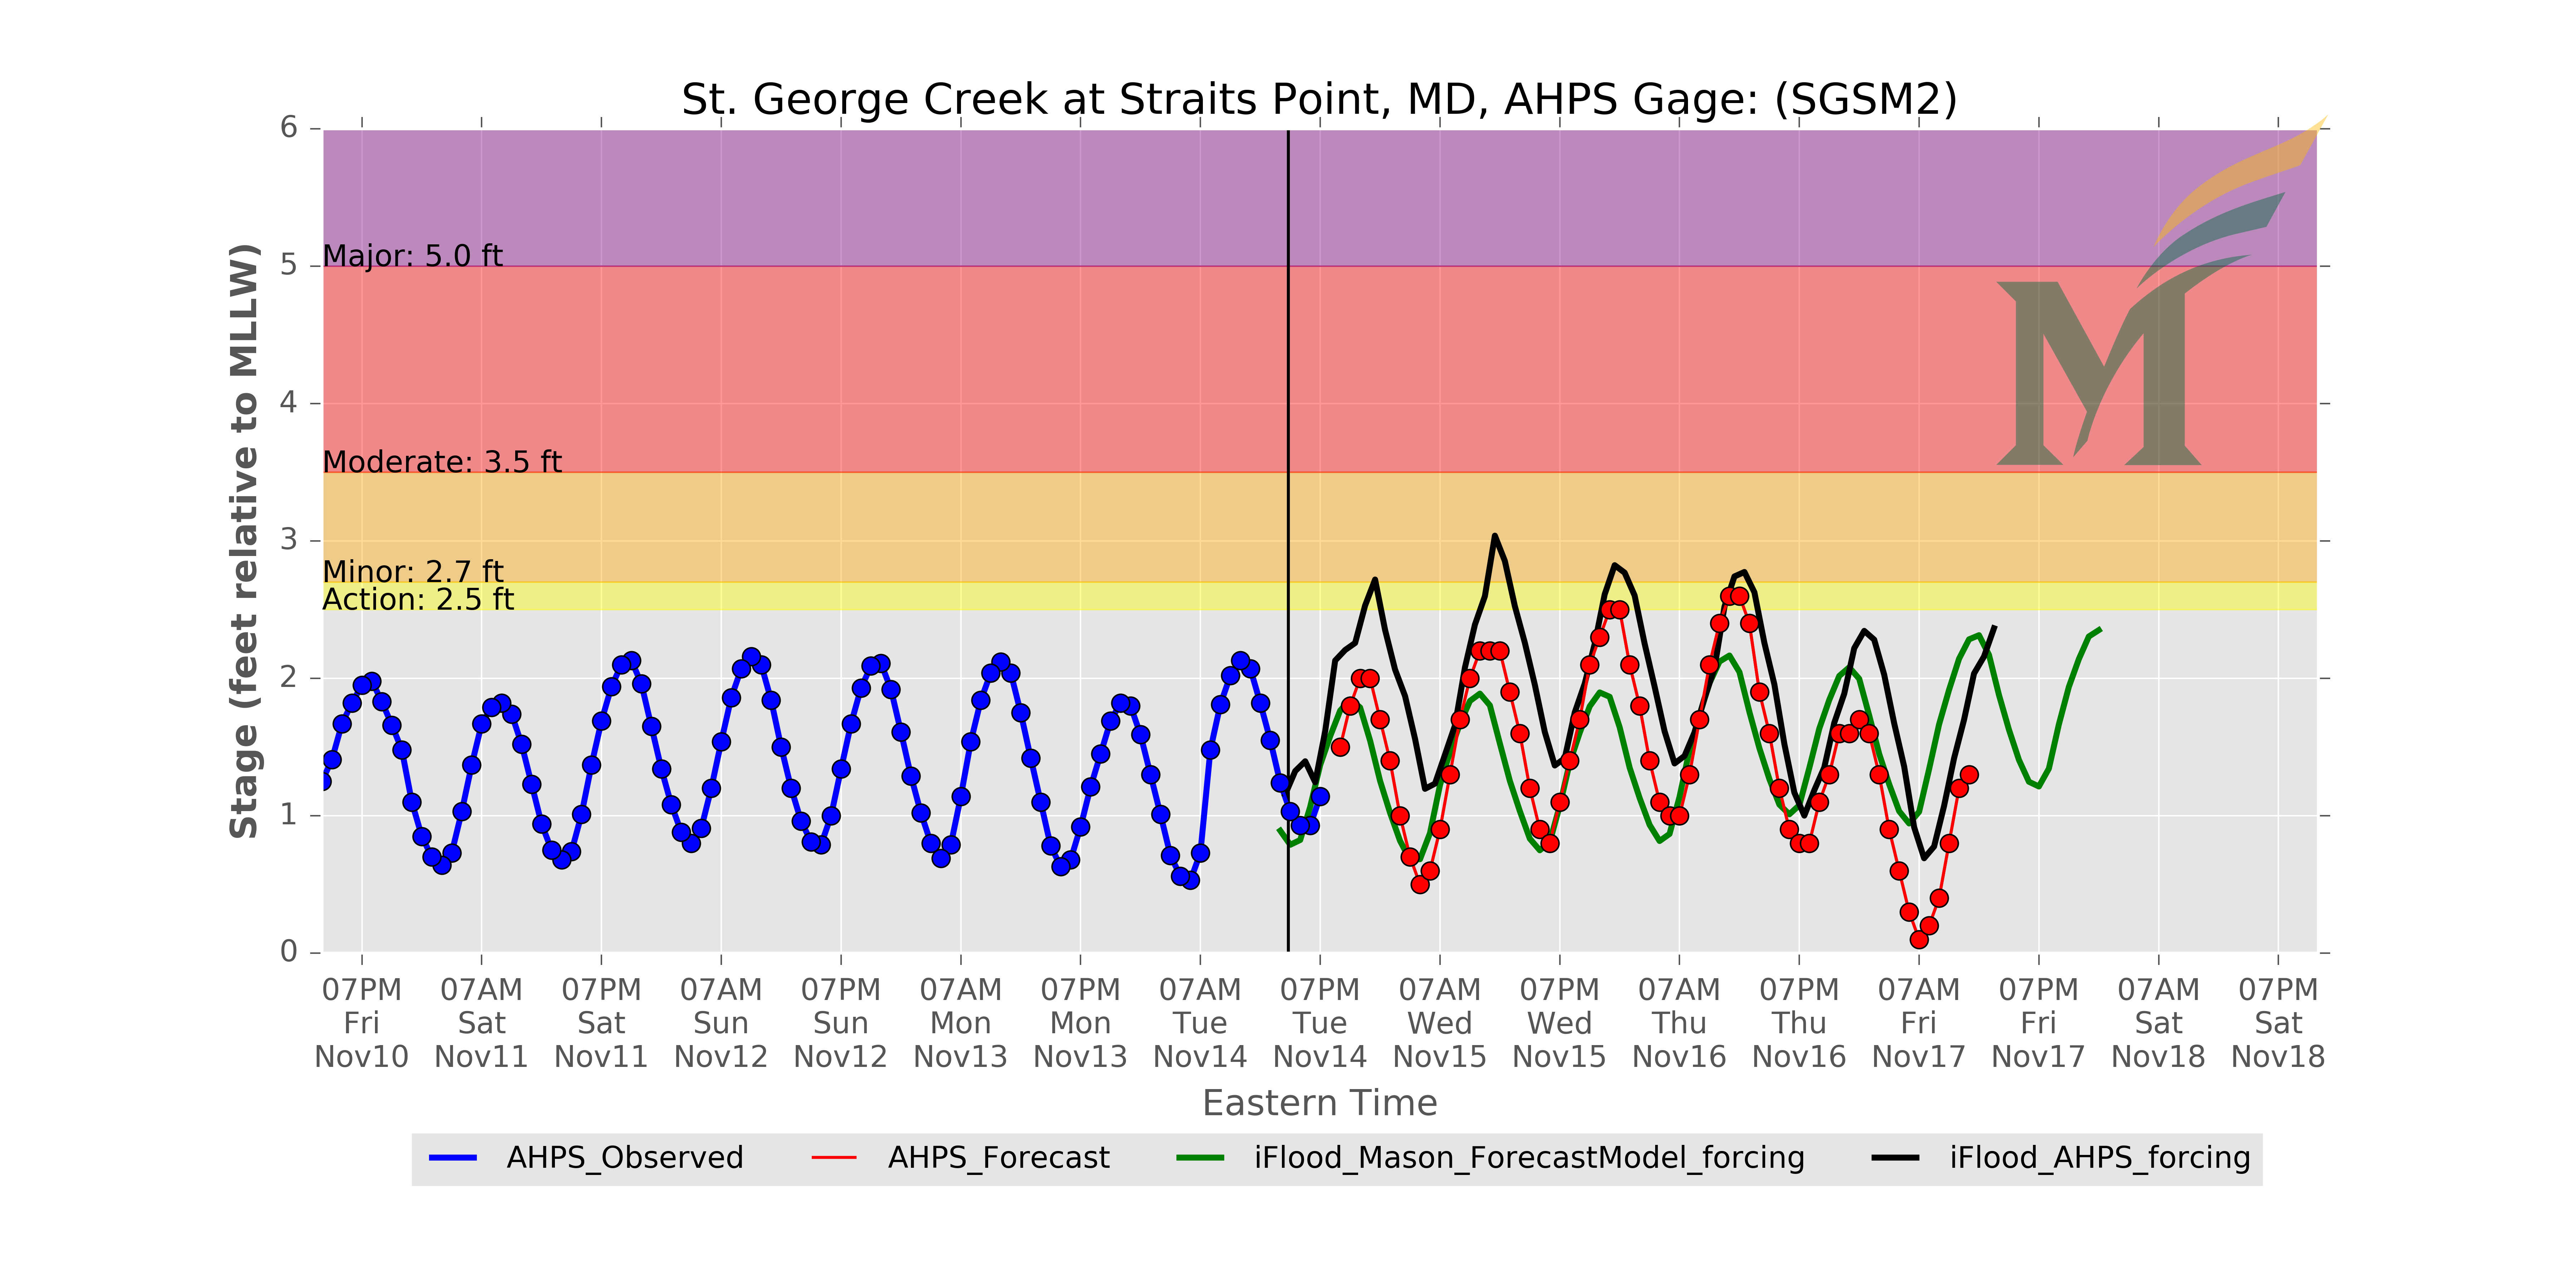 St. George Creek at Straits Point, MD, AHPS Gage: (SGSM2)
Stage (feet relative to MLLW)
6
5
4
3
2
1
0
Major: 5.0 ft
Moderate: 3.5 ft
Minor: 2.7 ft
Action: 2.5 ft
M
07PM 07AM 07PM 07AM 07PM 07AM 07PM 07AM 07PM 07AM 07PM 07AM 07PM 07AM 07PM 07AM 07PM
Fri Sat Sat Sun Sun Mon Mon Tue Tue Wed Wed Thu Thu Fri Fri Sat Sat
Nov10 Nov11 Nov11 Nov12 Nov12 Nov13 Nov13 Nov14 Nov14 Nov15 Nov15 Nov16 Nov16 Nov17 Nov17 Nov18 Nov18
Eastern Time
AHPS_Observed AHPS_Forecast iFlood_Mason_ForecastModel_forcing iFlood_AHPS_forcing